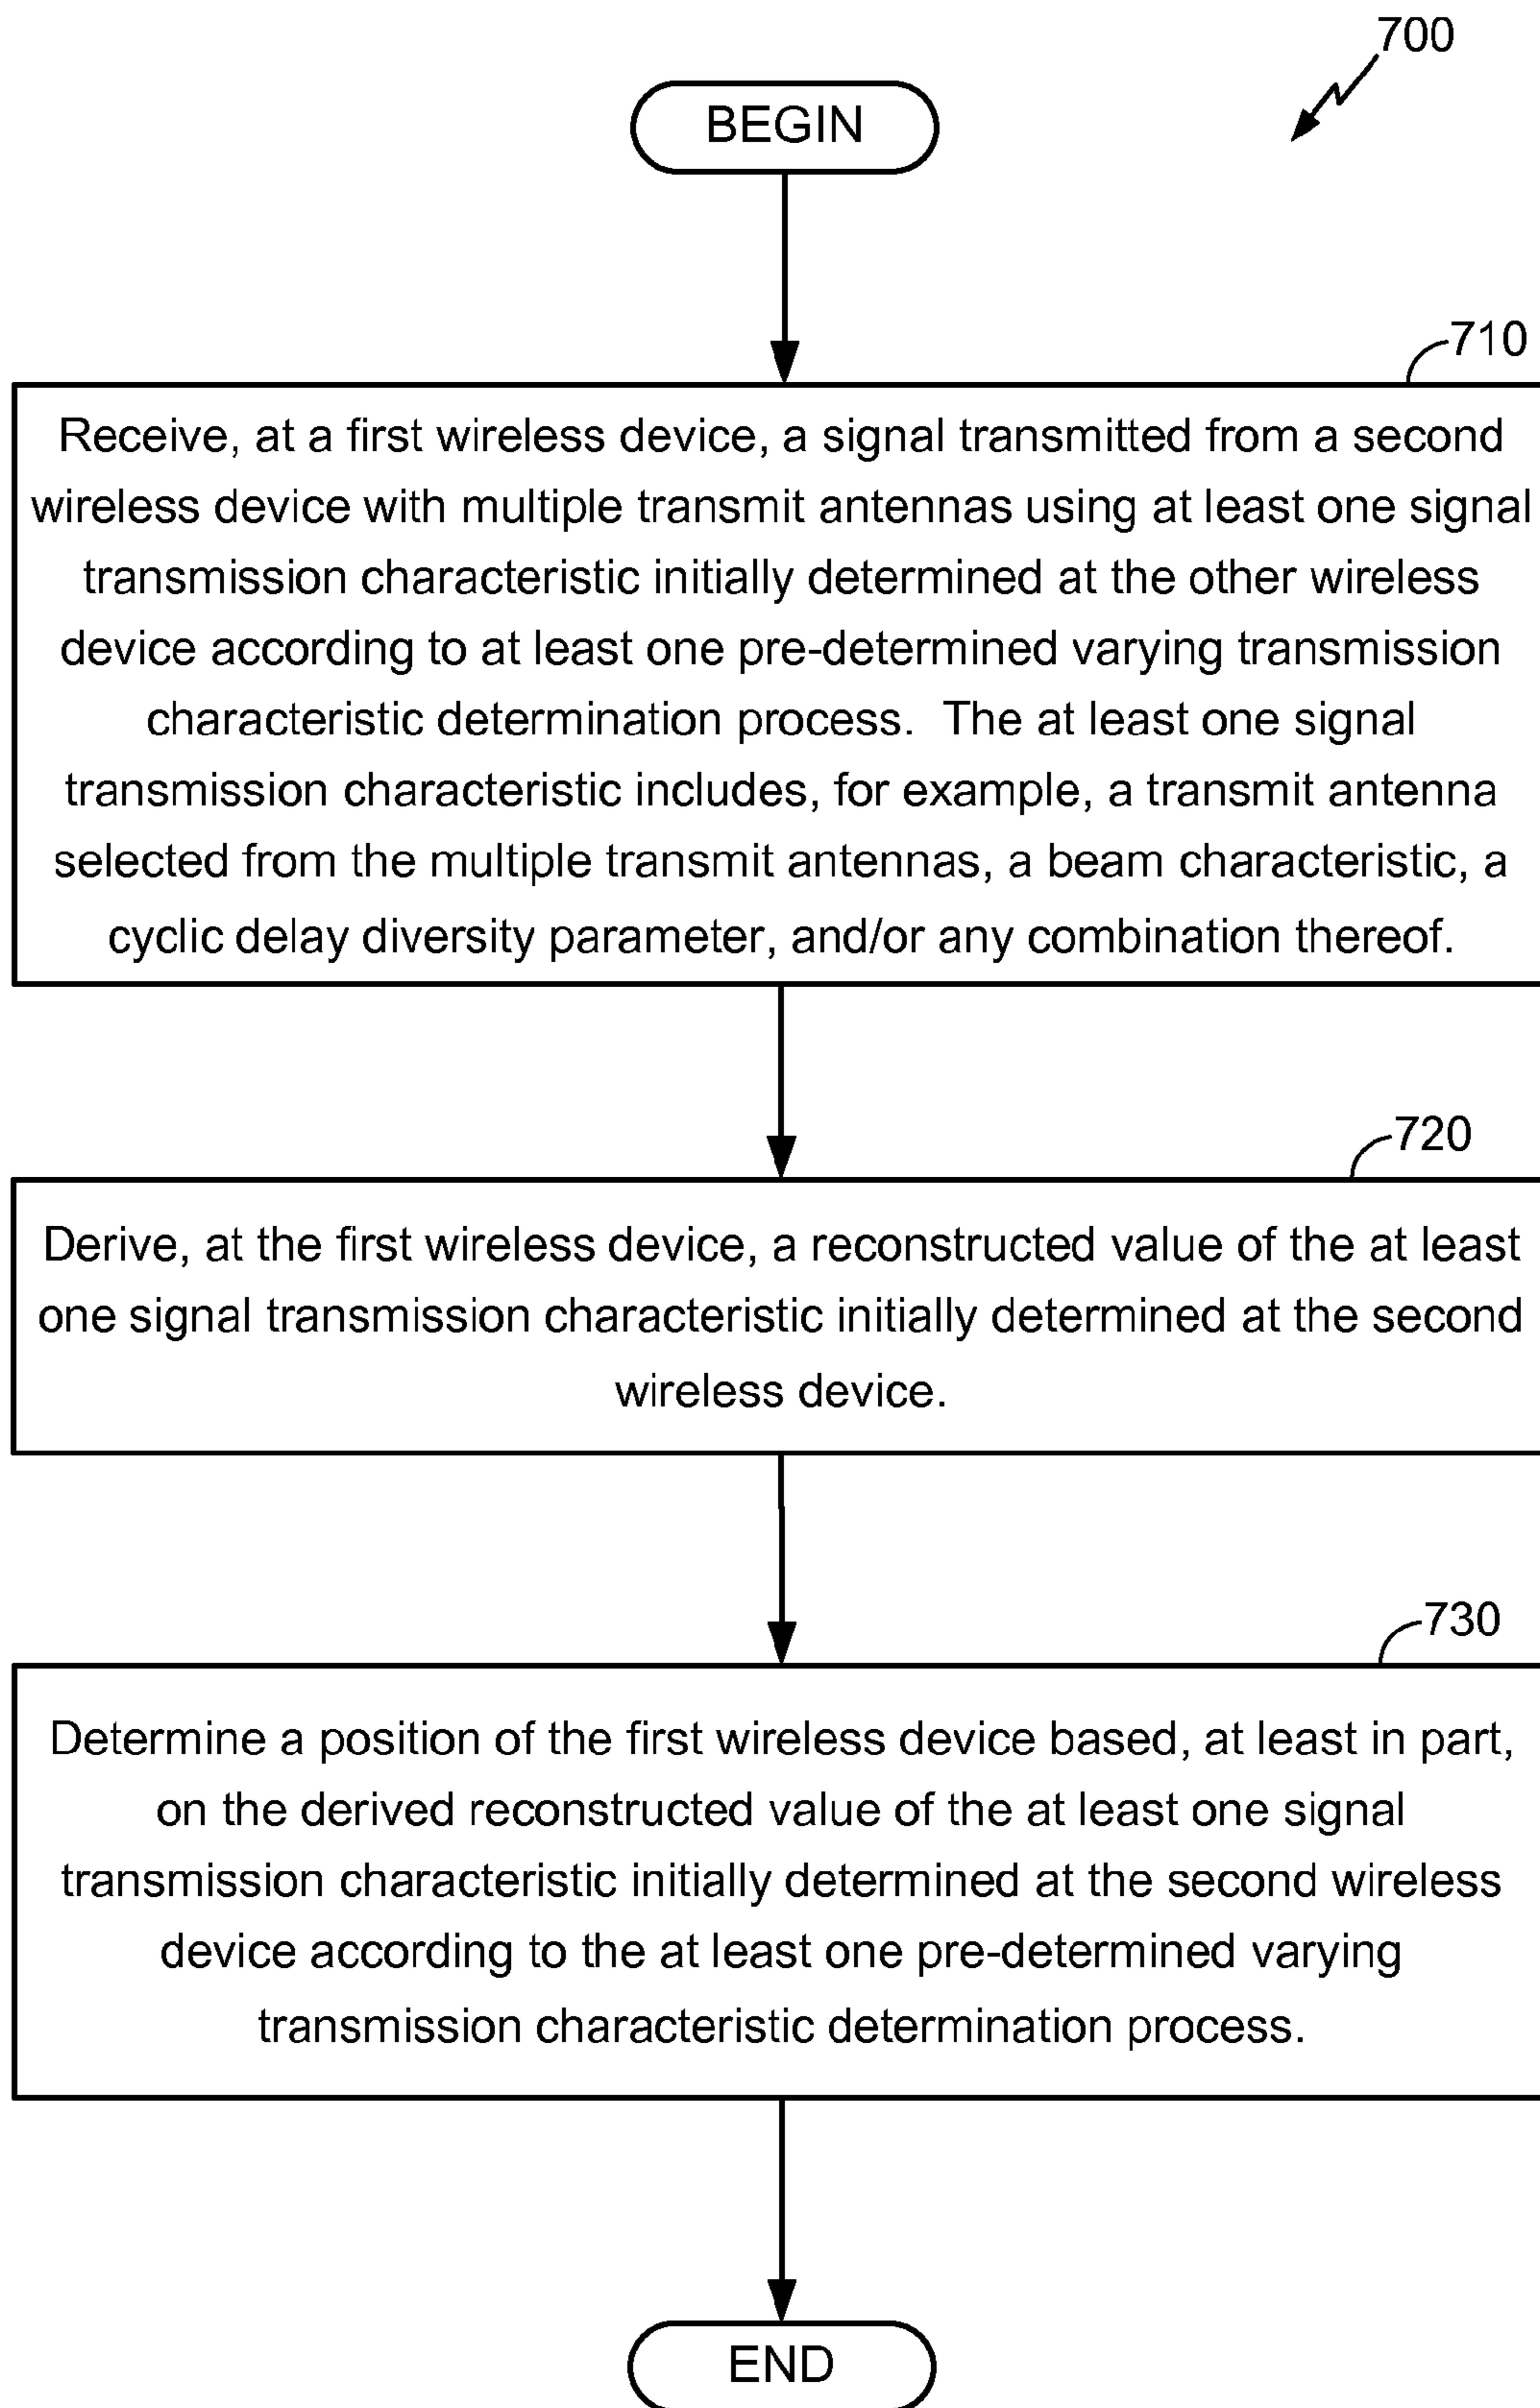 700
BEGIN
710
Receive, at a first wireless device, a signal transmitted from a second
wireless device with multiple transmit antennas using at least one signal
transmission characteristic initially determined at the other wireless
device according to at least one pre-determined varying transmission
characteristic determination process.  The at least one signal
transmission characteristic includes, for example, a transmit antenna
selected from the multiple transmit antennas, a beam characteristic, a
cyclic delay diversity parameter, and/or any combination thereof.
720
Derive, at the first wireless device, a reconstructed value of the at least
one signal transmission characteristic initially determined at the second
wireless device.
730
Determine a position of the first wireless device based, at least in part,
on the derived reconstructed value of the at least one signal
transmission characteristic initially determined at the second wireless
device according to the at least one pre-determined varying
transmission characteristic determination process.
END